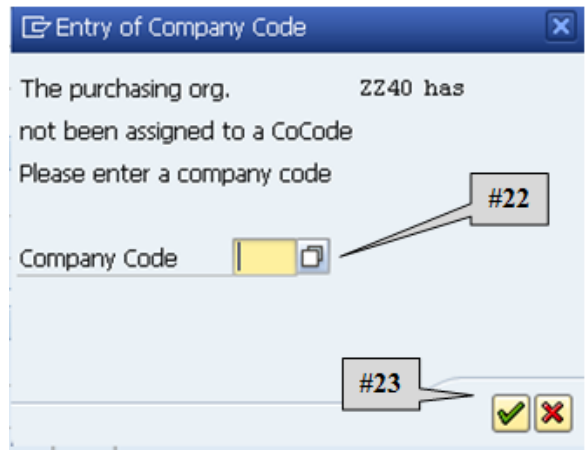 Entry of Company Code
The purchasing org. ZZ40 has
not been assigned to a CoCode
Please enter a company code
#22
Company Code
#23